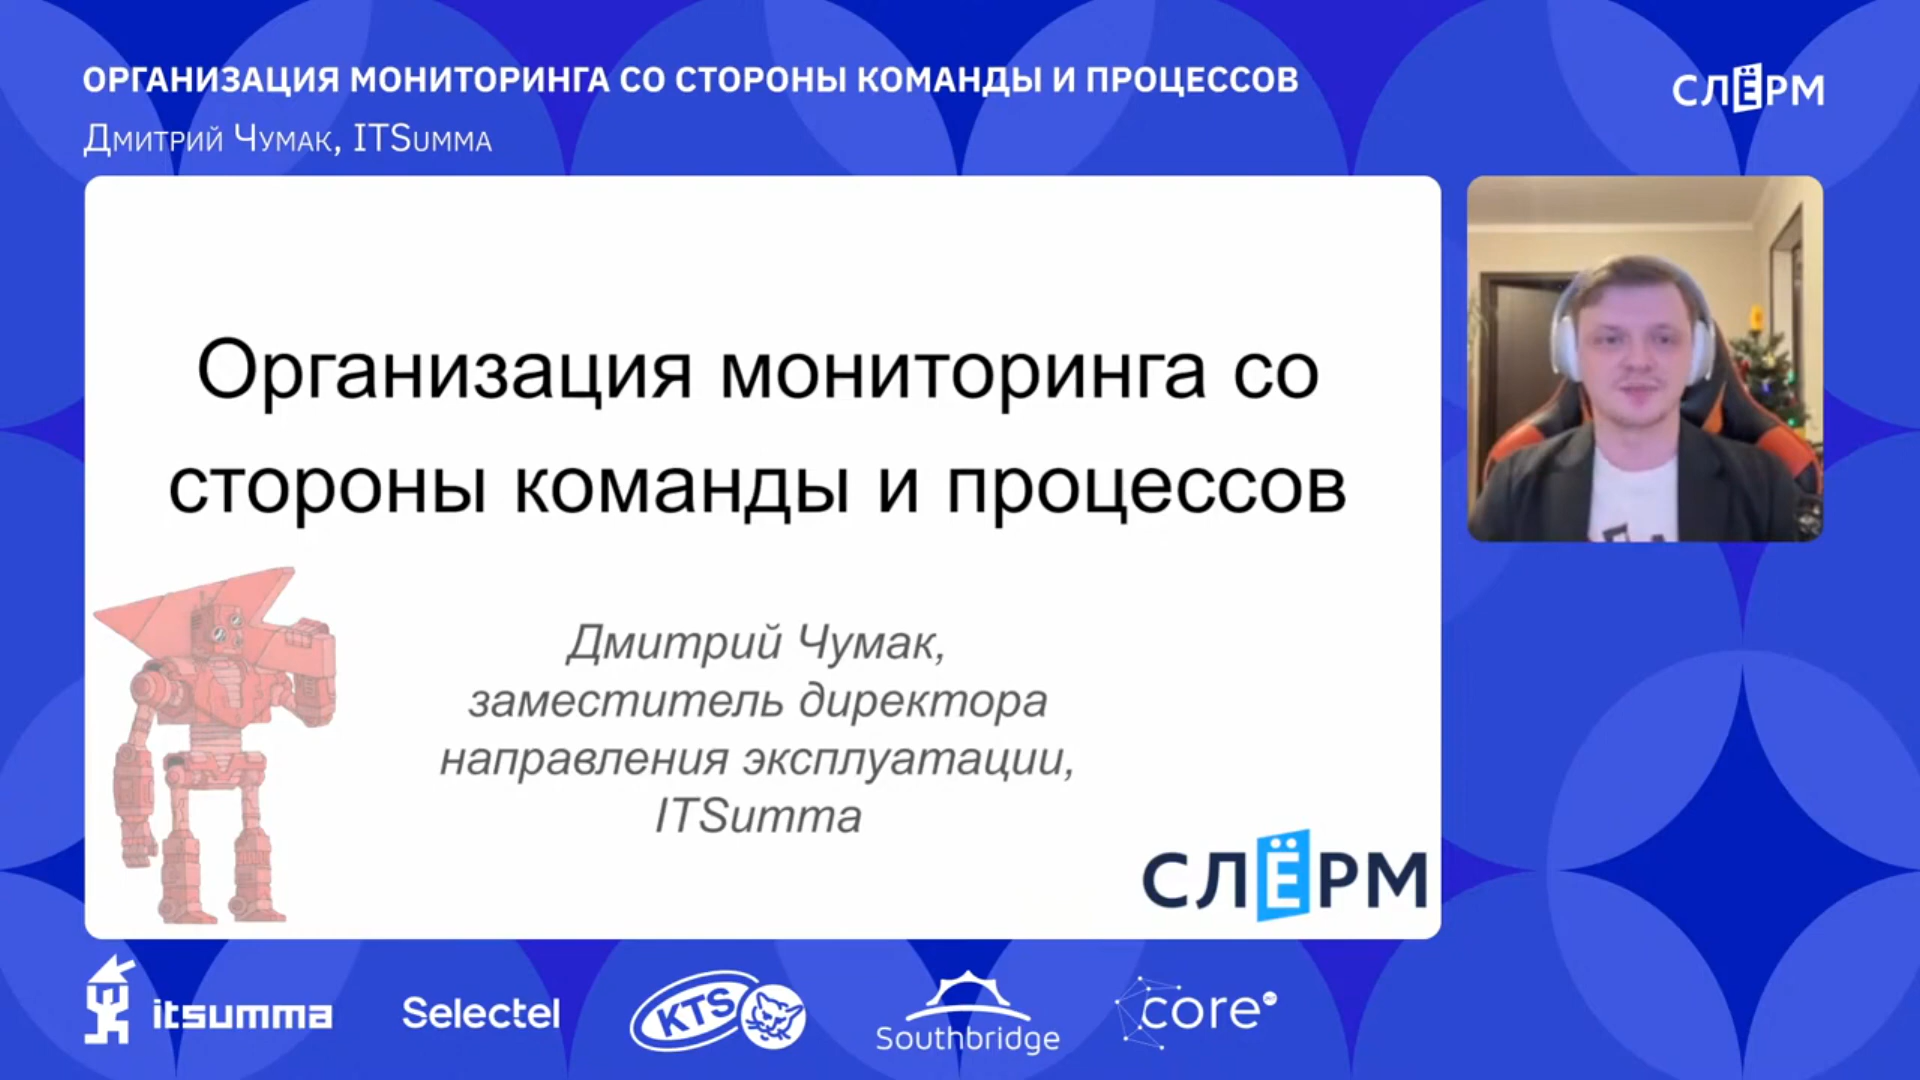 ОРГАНИЗАЦИЯ МОНИТОРИНГА СО СТОРОНЫ КОМАНДЫ И ПРОЦЕССОВ
СЛЁРМ
Дмитрий Чумак, ITSumma
Организация мониторинга со
стороны команды и процессов
Дмитрий Чумак,
заместитель директора
направления эксплуатации,
ITSumma
СЛЁРМ
itsumma
Selectel
KTS
Southbridge
core